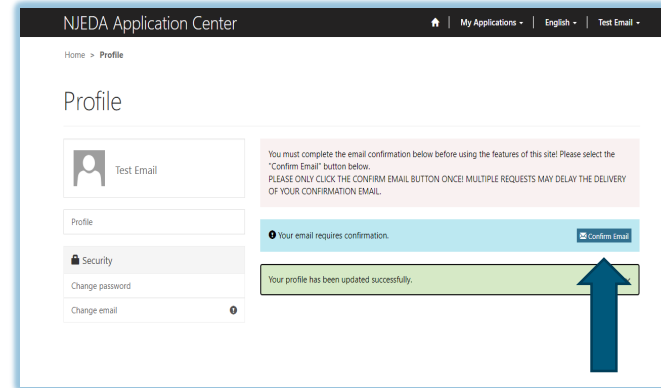 NJEDA Application Center
My Applications
English
Test Email
Home > Profile
Profile
Test Email
Profile
Security
Change password
Change email
You must complete the email confirmation below before using the features of this site! Please select the
"Confirm Email" button below.
PLEASE ONLY CLICK THE CONFIRM EMAIL BUTTON ONCE! MULTIPLE REQUESTS MAY DELAY THE DELIVERY
OF YOUR CONFIRMATION EMAIL.
Your email requires confirmation.
Confirm Email
Your profile has been updated successfully.